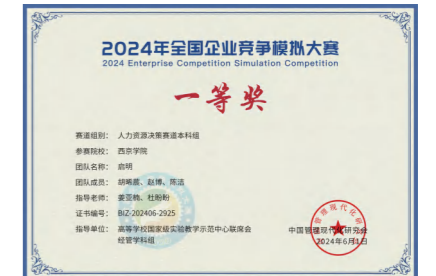 2024年全国企业竞争模拟大赛
2024 Enterprise Competition Simulation Competition
一等奖
赛道组别： 人力资源决策赛道本科组
参赛院校： 西京学院
团队名称： 启明
团队成员： 胡晰晨、赵博、陈洁
指导老师： 姜亚楠、杜盼盼
证书编号： BIZ-202406-2925
指导单位： 高等学校国家级实验教学示范中心联席会
经管学科组
中国管理现代化研究会
2024年6月1日